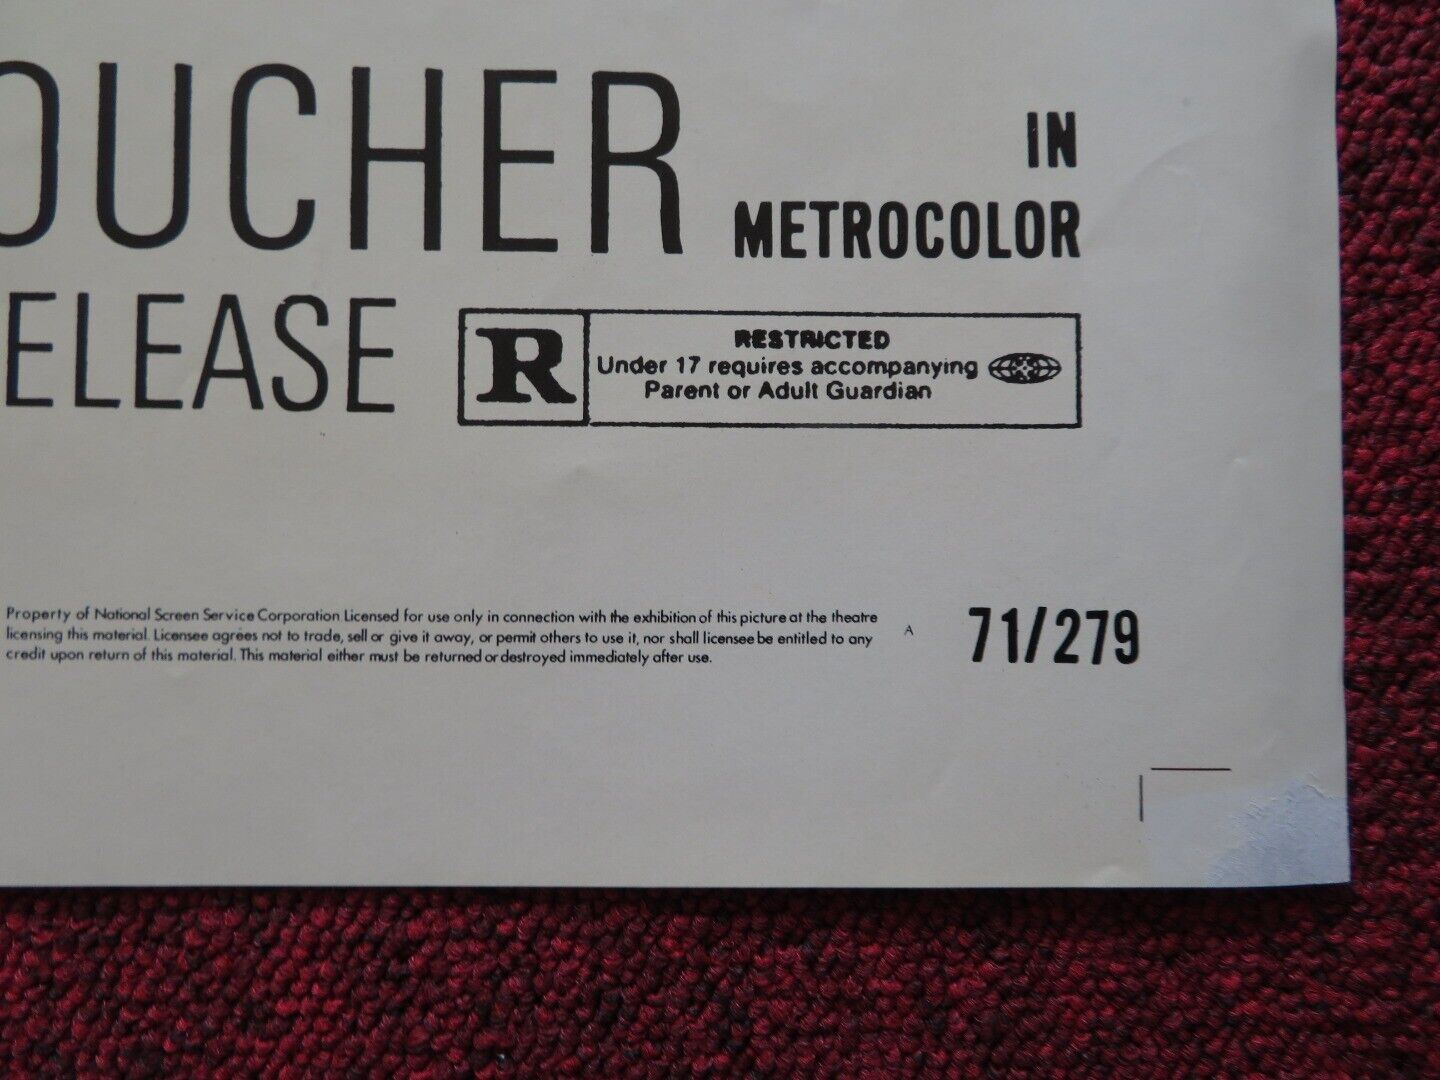 OUCHER
IN
METROCOLOR
ELEASE
R
RESTRICTED
Under 17 requires accompanying
Parent or Adult Guardian
Property of National Screen Service Corporation Licensed for use only in connection with the exhibition of this picture at the theatre
licensing this material. Licensee agrees not to trade, sell or give it away, or permit others to use it, nor shall licensee be entitled to any
credit upon return of this material. This material either must be returned or destroyed immediately after use.
A
71/279